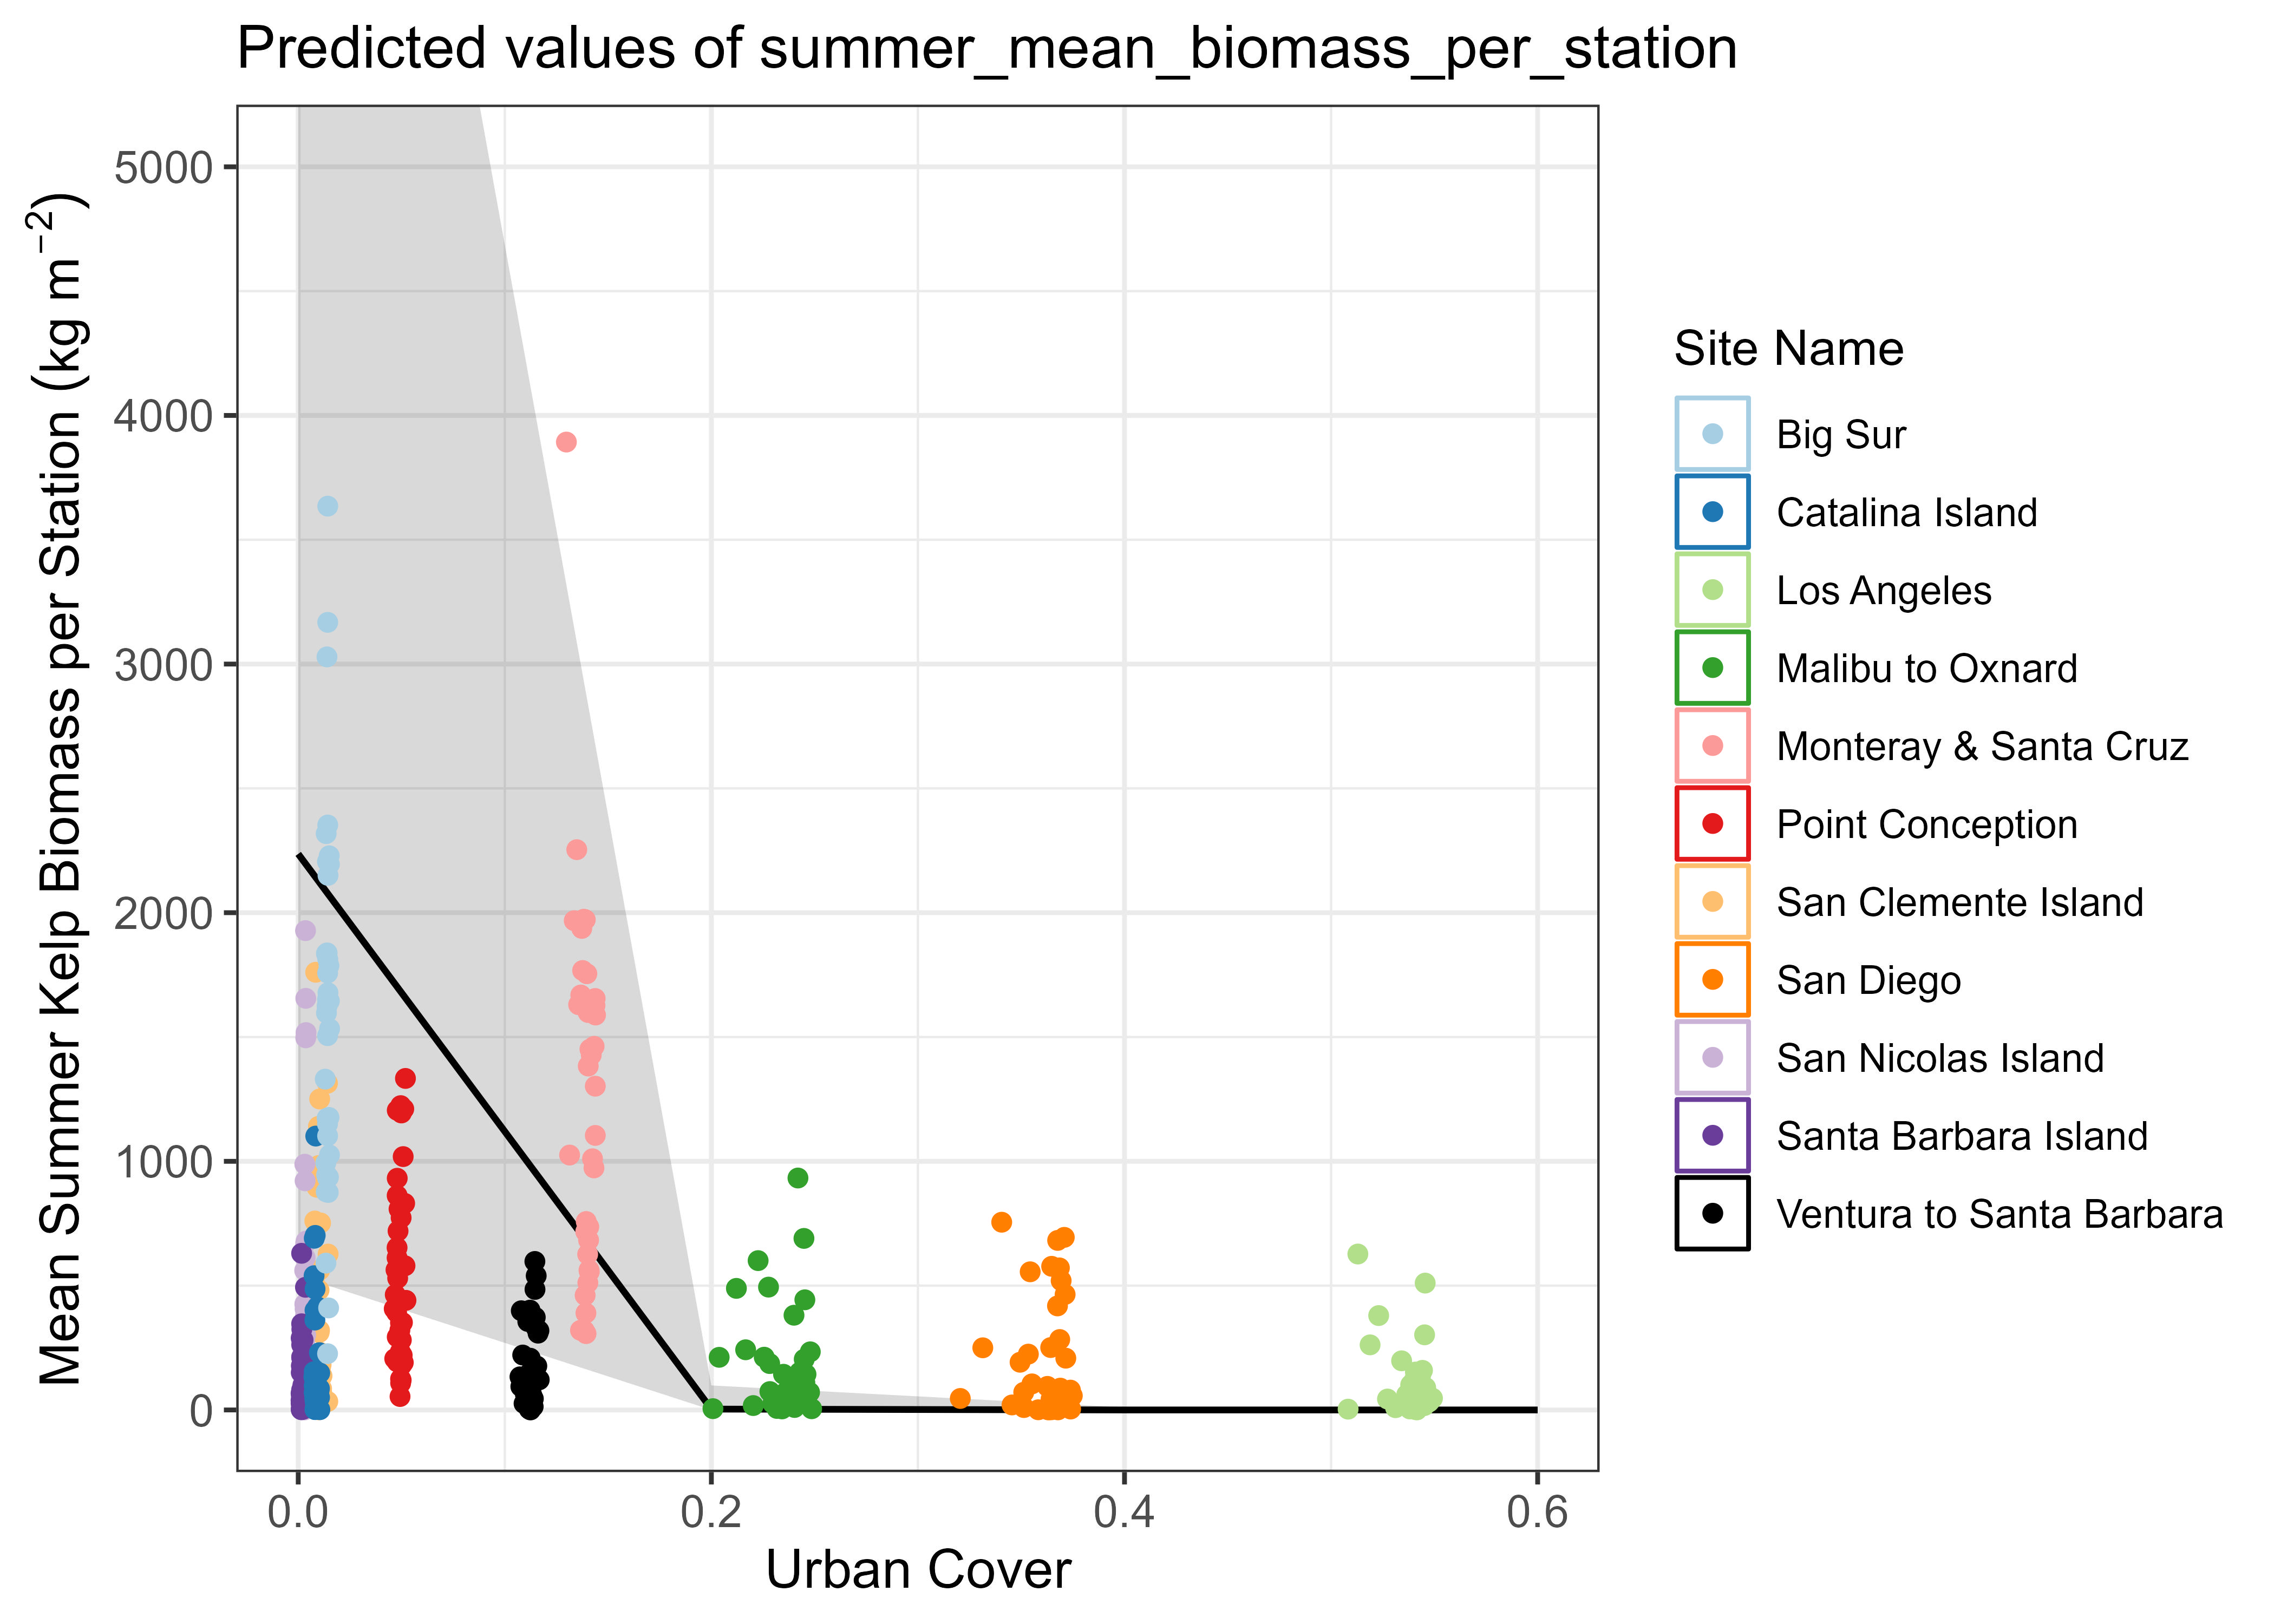 Predicted values of summer_mean_biomass_per_station
Mean Summer Kelp Biomass per Station (kg m⁻²)
5000
4000
3000
2000
1000
0
0.0
0.2
0.4
0.6
Urban Cover
Site Name
Big Sur
Catalina Island
Los Angeles
Malibu to Oxnard
Monteray & Santa Cruz
Point Conception
San Clemente Island
San Diego
San Nicolas Island
Santa Barbara Island
Ventura to Santa Barbara